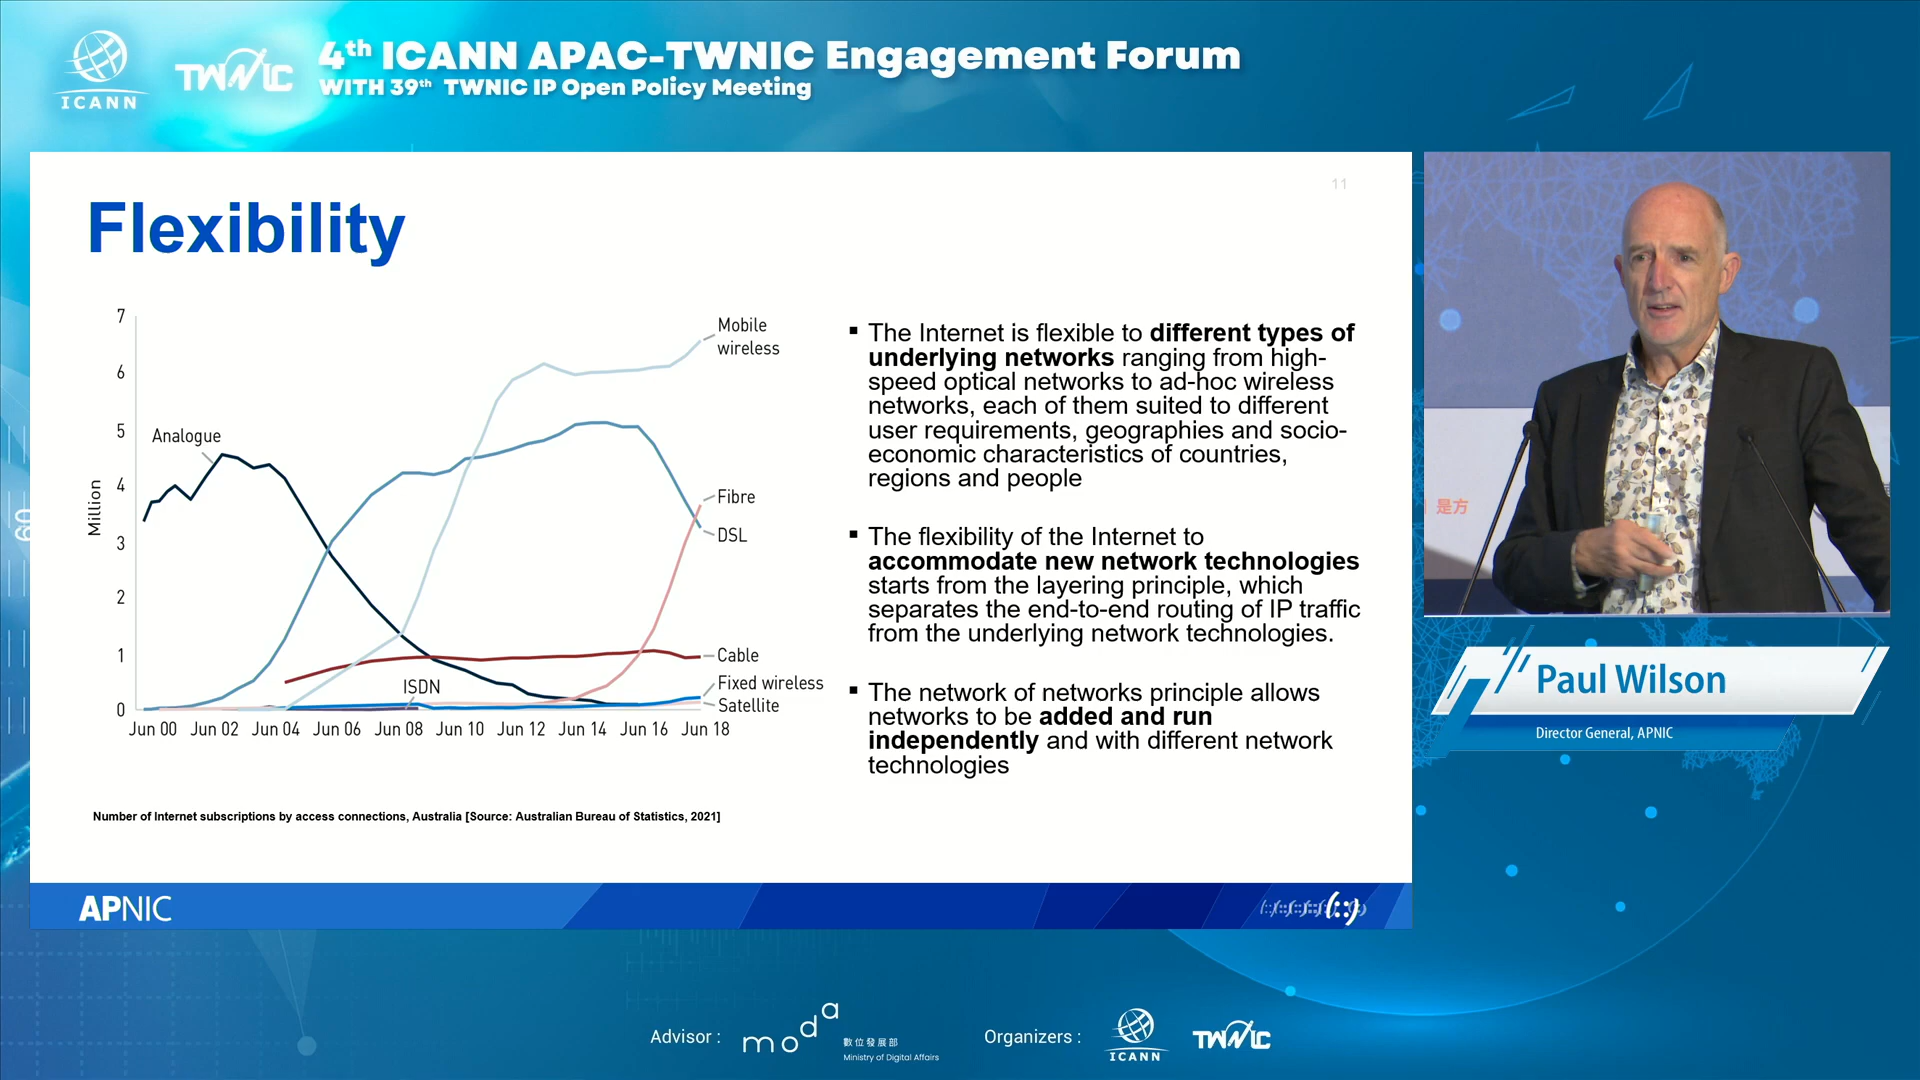 ICANN
TWNIC
4th ICANN APAC-TWNIC Engagement Forum
WITH 39th TWNIC IP Open Policy Meeting
11
Flexibility
7
6
5
4
3
2
1
0
Million
Analogue
Mobile
wireless
Fibre
DSL
Cable
ISDN
Fixed wireless
Satellite
Jun 00 Jun 02 Jun 04 Jun 06 Jun 08 Jun 10 Jun 12 Jun 14 Jun 16 Jun 18
Number of Internet subscriptions by access connections, Australia [Source: Australian Bureau of Statistics, 2021]
▪ The Internet is flexible to different types of
underlying networks ranging from high-
speed optical networks to ad-hoc wireless
networks, each of them suited to different
user requirements, geographies and socio-
economic characteristics of countries,
regions and people
▪ The flexibility of the Internet to
accommodate new network technologies
starts from the layering principle, which
separates the end-to-end routing of IP traffic
from the underlying network technologies.
▪ The network of networks principle allows
networks to be added and run
independently and with different network
technologies
APNIC
(::)
是方
Paul Wilson
Director General, APNIC
60
Advisor :
moda
數位發展部
Ministry of Digital Affairs
Organizers :
ICANN
TWNIC